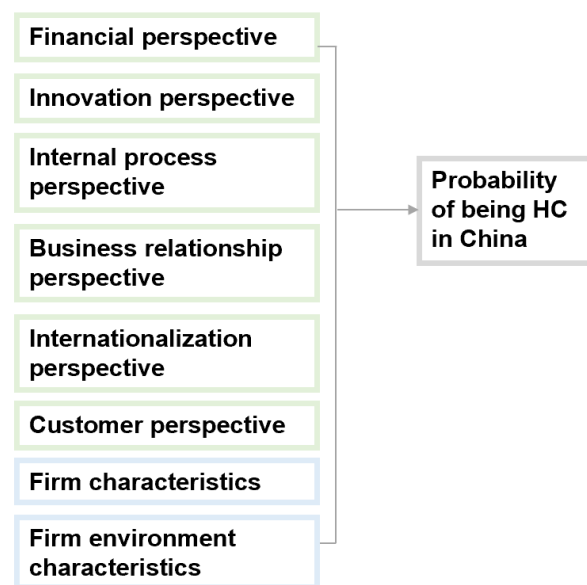 Financial perspective
Innovation perspective
Internal process
perspective
Business relationship
perspective
Internationalization
perspective
Customer perspective
Firm characteristics
Firm environment
characteristics
Probability
of being HC
in China